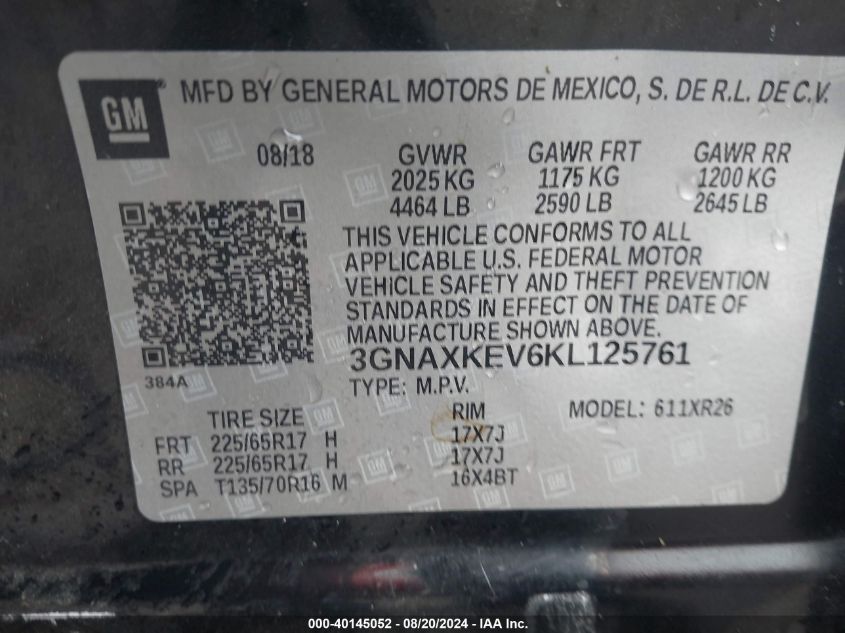 GM ® MFD BY GENERAL MOTORS DE MEXICO, S. DE R.L. DE C.V.
08/18 GVWR GAWR FRT GAWR RR
2025 KG 1175 KG 1200 KG
4464 LB 2590 LB 2645 LB
THIS VEHICLE CONFORMS TO ALL
APPLICABLE U.S. FEDERAL MOTOR
VEHICLE SAFETY AND THEFT PREVENTION
STANDARDS IN EFFECT ON THE DATE OF
MANUFACTURE SHOWN ABOVE.
3GNAXKEV6KL125761
384A
TYPE: M.P.V.
TIRE SIZE RIM MODEL: 611XR26
FRT 225/65R17 H 17X7J
RR 225/65R17 H 17X7J
SPA T135/70R16 M 16X4BT
000-40145052 - 08/20/2024 - IAA Inc.